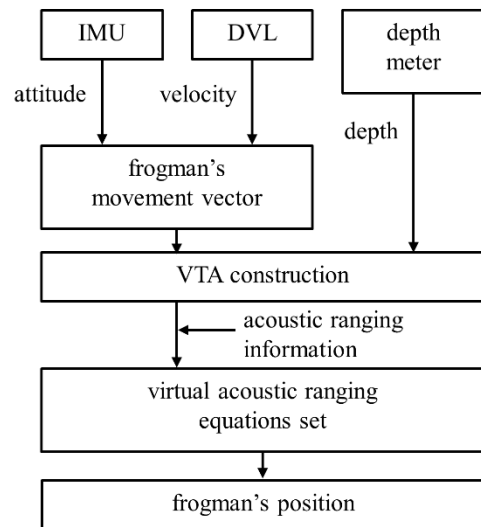 IMU
DVL
depth
meter
attitude
velocity
depth
frogman's
movement vector
VTA construction
acoustic ranging
information
virtual acoustic ranging
equations set
frogman's position